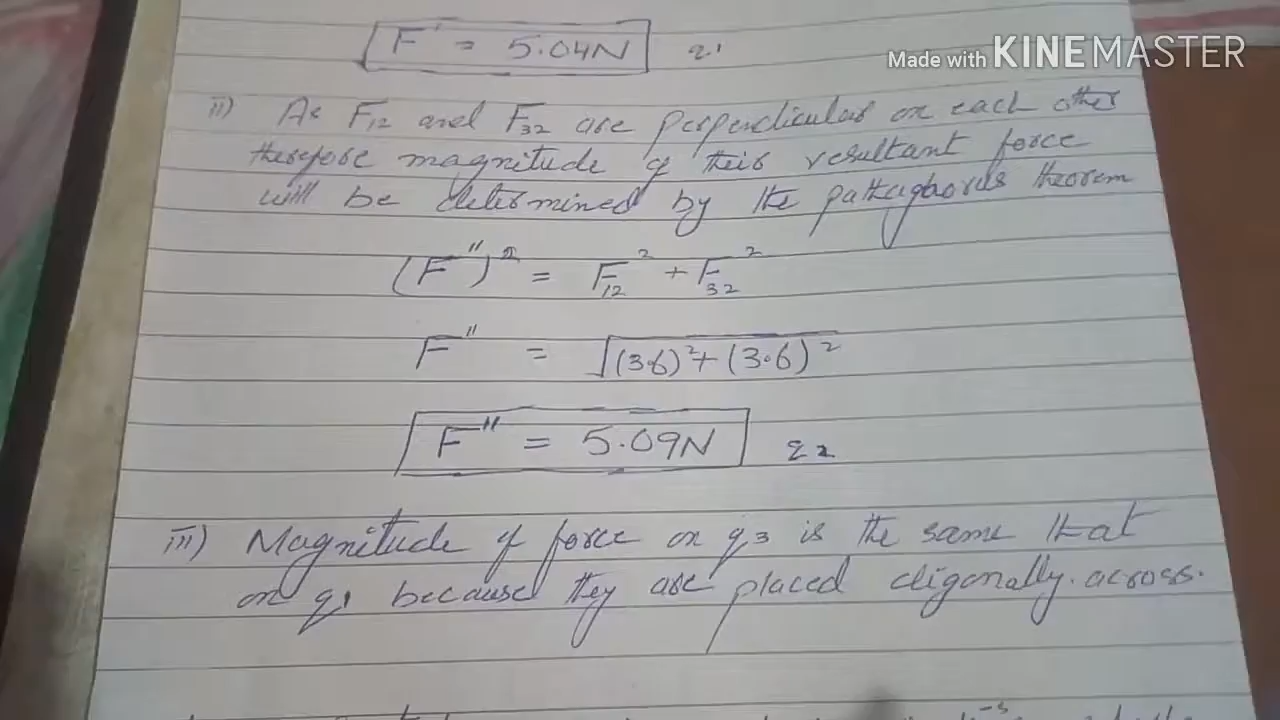 F' = 5.04N q1
Made with KINEMASTER
ii) As F12 and F32 are perpendicular on each other
therefore magnitude of their resultant force
will be determined by the pathagborus theorem
(F'')² = F12² + F32²
F'' = √(3.6)² + (3.6)²
F'' = 5.09N q2
iii) Magnitude of force on q3 is the same that
on q1 because they are placed digonally. across.